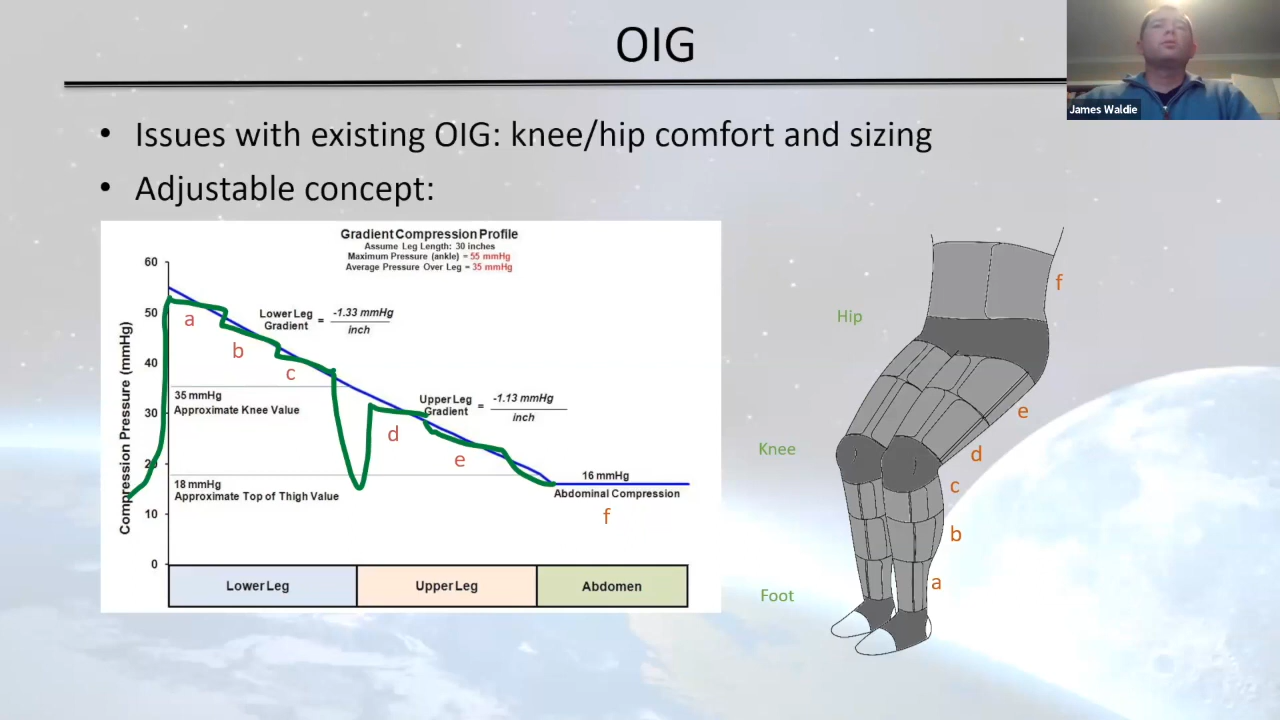 OIG
James Waldie
• Issues with existing OIG: knee/hip comfort and sizing
• Adjustable concept:
Gradient Compression Profile
Assume Leg Length: 30 inches
Maximum Pressure (ankle) = 55 mmHg
Average Pressure Over Leg = 35 mmHg
Compression Pressure (mmHg)
60
50
40
30
20
10
0
Lower Leg Gradient = -1.33 mmHg inch
a
b
c
35 mmHg
Approximate Knee Value
Upper Leg Gradient = -1.13 mmHg inch
d
e
18 mmHg
Approximate Top of Thigh Value
16 mmHg
Abdominal Compression
f
Lower Leg
Upper Leg
Abdomen
f
Hip
e
Knee
d
c
b
a
Foot